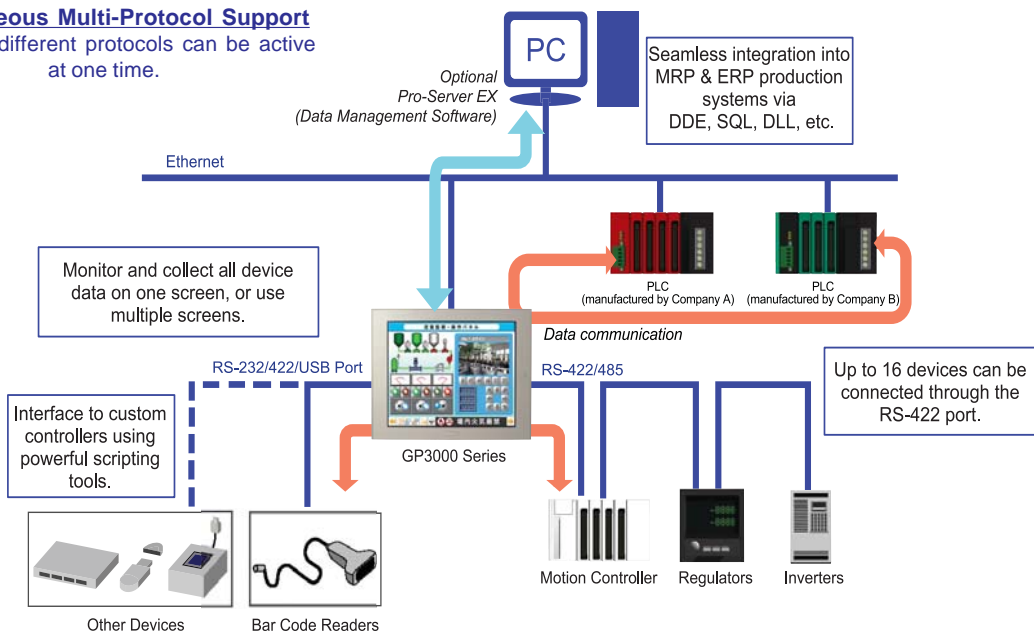 eous Multi-Protocol Support
different protocols can be active
at one time.
PC
Optional
Pro-Server EX
(Data Management Software)
Seamless integration into
MRP & ERP production
systems via
DDE, SQL, DLL, etc.
Ethernet
Monitor and collect all device
data on one screen, or use
multiple screens.
PLC
(manufactured by Company A)
PLC
(manufactured by Company B)
Data communication
RS-232/422/USB Port
RS-422/485
Up to 16 devices can be
connected through the
RS-422 port.
Interface to custom
controllers using
powerful scripting
tools.
GP3000 Series
Other Devices
Bar Code Readers
Motion Controller
Regulators
Inverters